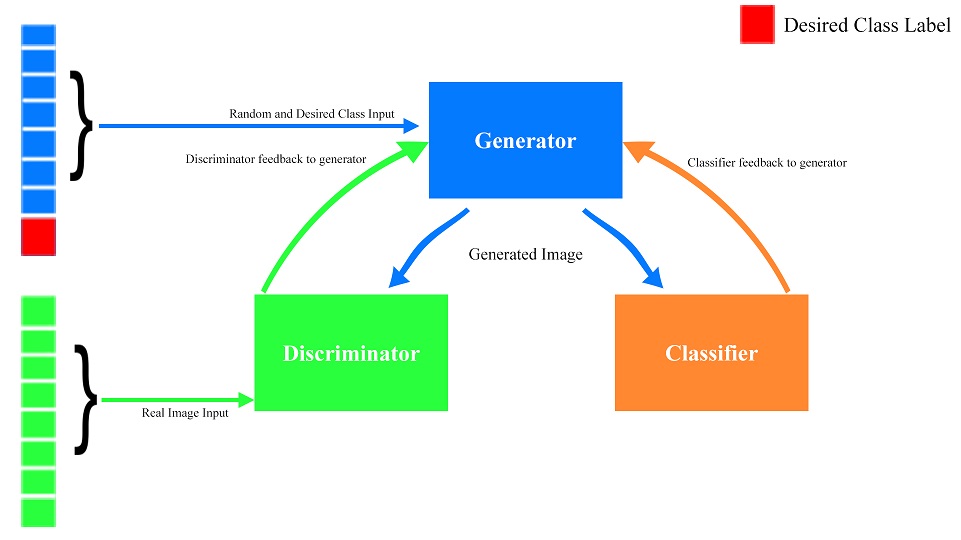 Desired Class Label
Random and Desired Class Input
Generator
Discriminator feedback to generator
Classifier feedback to generator
Generated Image
Discriminator
Classifier
Real Image Input